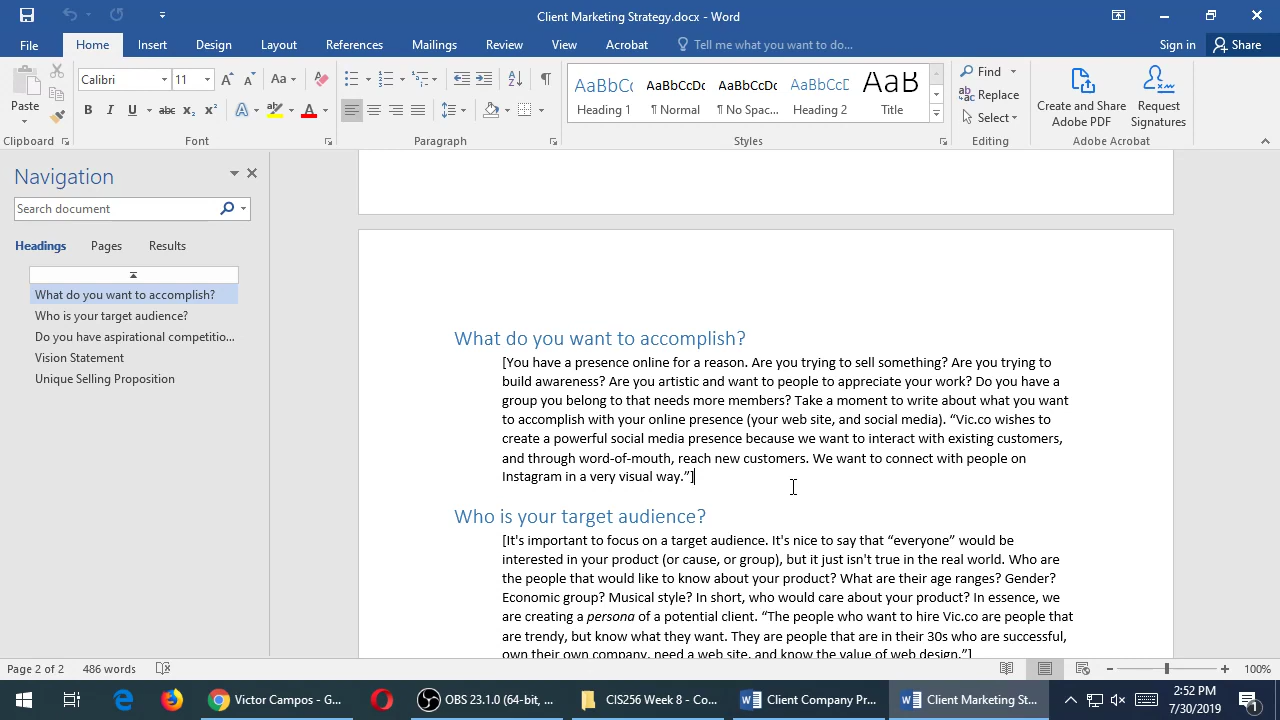 Client Marketing Strategy.docx - Word
File Home Insert Design Layout References Mailings Review View Acrobat Tell me what you want to do... Sign in Share
Paste
Clipboard
Calibri 11
Font
Paragraph
AaBbCc AaBbCcDc AaBbCcDc AaBbCcD AaB
Heading 1 ¶ Normal ¶ No Spac... Heading 2 Title
Styles
Find
Replace
Select
Editing
Create and Share Adobe PDF
Request Signatures
Adobe Acrobat
Navigation
Search document
Headings Pages Results
What do you want to accomplish?
Who is your target audience?
Do you have aspirational competitio...
Vision Statement
Unique Selling Proposition
What do you want to accomplish?
[You have a presence online for a reason. Are you trying to sell something? Are you trying to
build awareness? Are you artistic and want to people to appreciate your work? Do you have a
group you belong to that needs more members? Take a moment to write about what you want
to accomplish with your online presence (your web site, and social media). “Vic.co wishes to
create a powerful social media presence because we want to interact with existing customers,
and through word-of-mouth, reach new customers. We want to connect with people on
Instagram in a very visual way.”]
Who is your target audience?
[It's important to focus on a target audience. It's nice to say that “everyone” would be
interested in your product (or cause, or group), but it just isn't true in the real world. Who are
the people that would like to know about your product? What are their age ranges? Gender?
Economic group? Musical style? In short, who would care about your product? In essence, we
are creating a persona of a potential client. “The people who want to hire Vic.co are people that
are trendy, but know what they want. They are people that are in their 30s who are successful,
own their own company, need a web site, and know the value of web design.”]
Page 2 of 2 486 words 100%
Victor Campos - G... OBS 23.1.0 (64-bit, ... CIS256 Week 8 - Co... Client Company Pr... Client Marketing St...
2:52 PM
7/30/2019
1